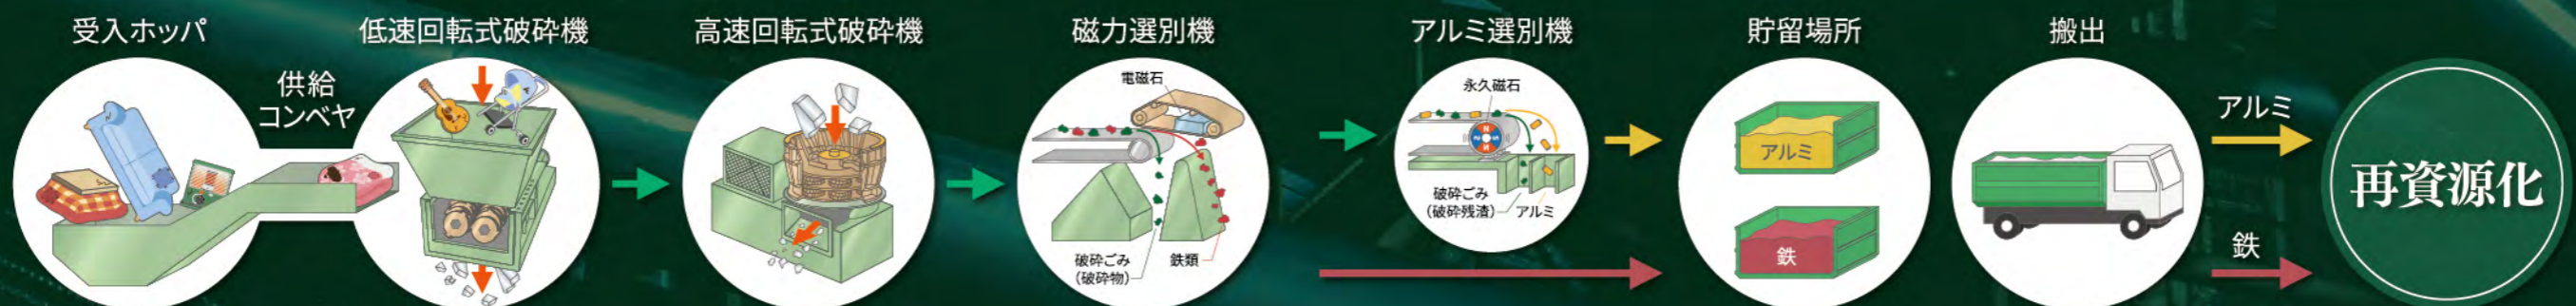 受入ホッパ
供給
コンベヤ
低速回転式破砕機
高速回転式破砕機
磁力選別機
電磁石
破砕ごみ
(破砕物)
鉄類
アルミ選別機
永久磁石
破砕ごみ
(破砕残渣)
アルミ
貯留場所
アルミ
鉄
搬出
アルミ
鉄
再資源化